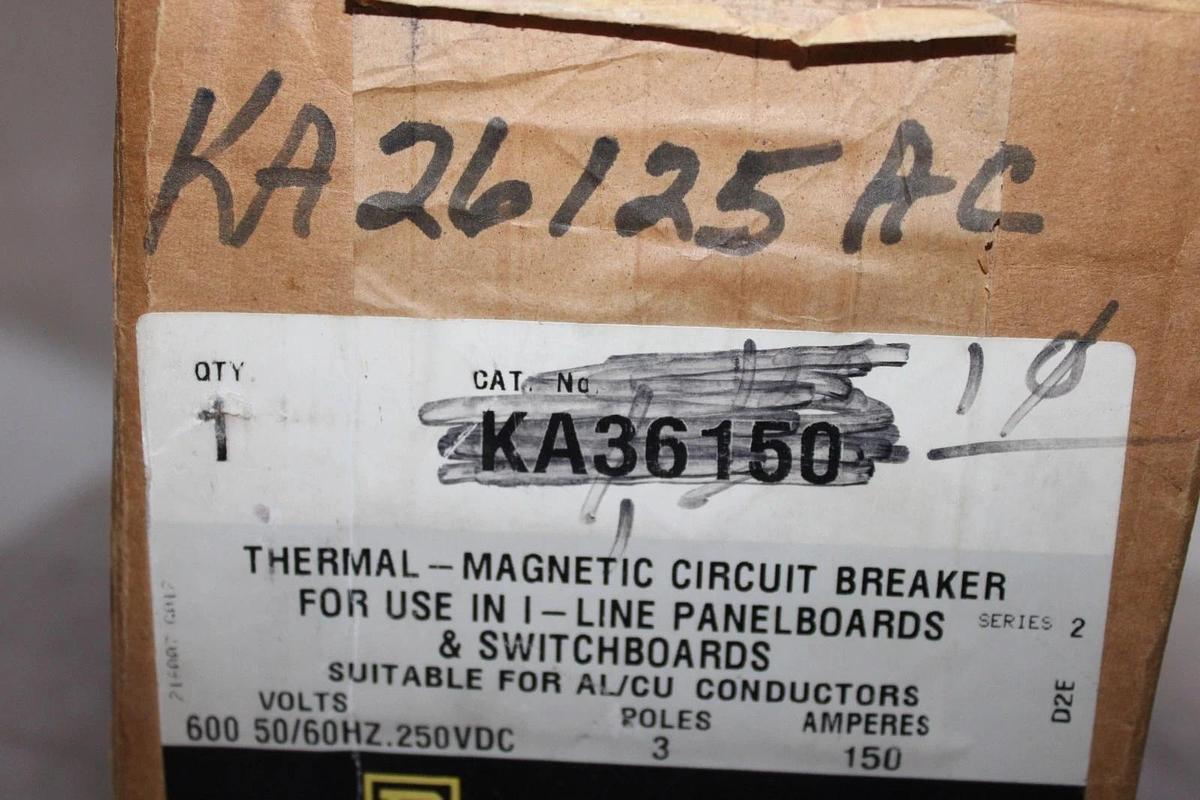 KA26125AC
QTY.
1
CAT. No.
KA36150
1Ø
THERMAL-MAGNETIC CIRCUIT BREAKER
FOR USE IN I-LINE PANELBOARDS
SERIES 2
& SWITCHBOARDS
SUITABLE FOR AL/CU CONDUCTORS
VOLTS
POLES
AMPERES
600 50/60HZ.250VDC
3
150
D2E